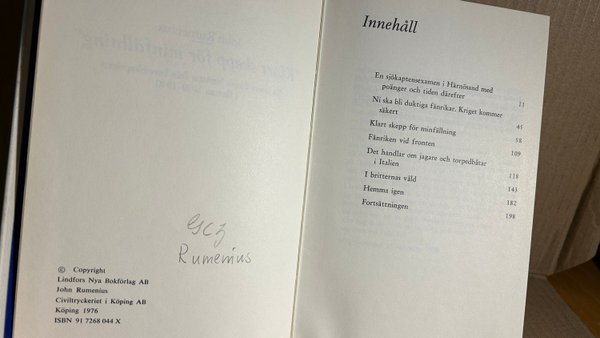 Gcz
Rumenius
© Copyright
Lindfors Nya Bokförlag AB
John Rumenius
Civiltryckeriet i Köping AB
Köping 1976
ISBN 91 7268 044 X
Innehåll
En sjökaptensexamen i Härnösand med
poänger och tiden därefter 11
Ni ska bli duktiga fänrikar. Kriget kommer
säkert 45
Klart skepp för minfällning 58
Fänriken vid fronten 109
Det handlar om jagare och torpedbåtar
i Italien 118
I britternas våld 143
Hemma igen 182
Fortsättningen 198